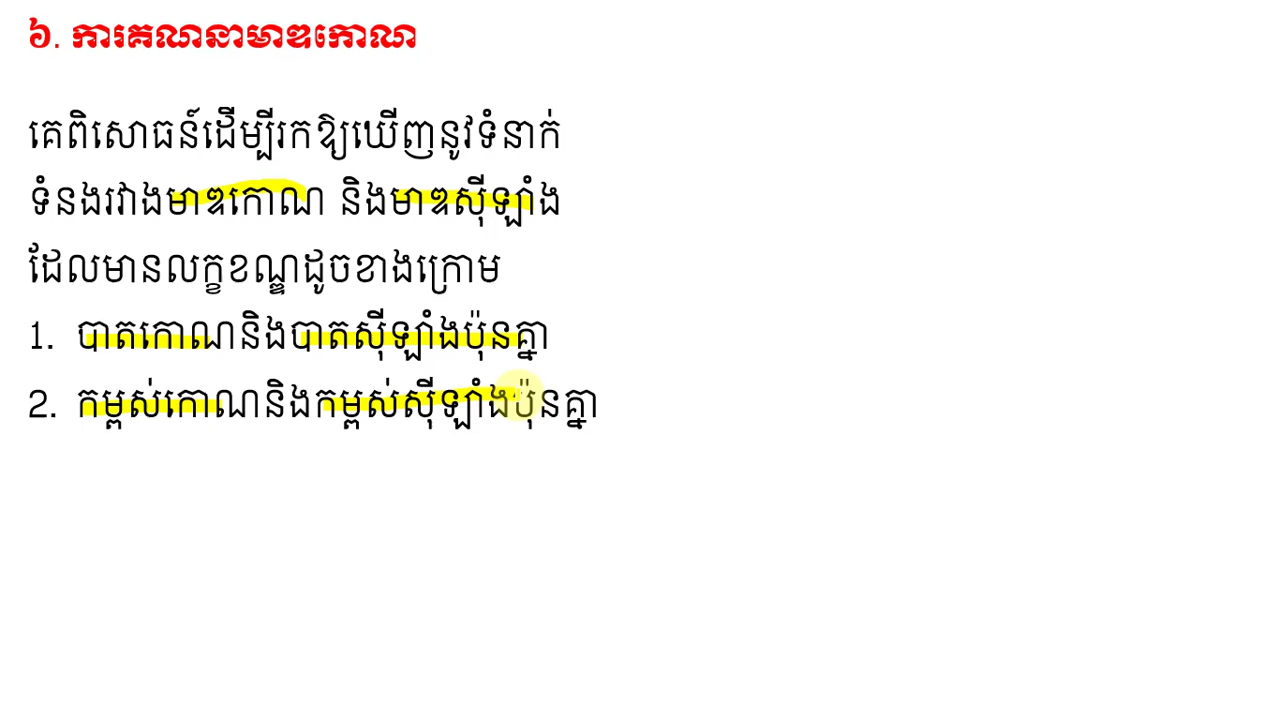 ៦. ការគណនាមាឌកោណ
គេពិសោធន៍ដើម្បីរកឱ្យឃើញនូវទំនាក់
ទំនងរវាងមាឌកោណ និងមាឌស៊ីឡាំង
ដែលមានលក្ខខណ្ឌដូចខាងក្រោម
1. បាតកោណនិងបាតស៊ីឡាំងប៉ុនគ្នា
2. កម្ពស់កោណនិងកម្ពស់ស៊ីឡាំងប៉ុនគ្នា